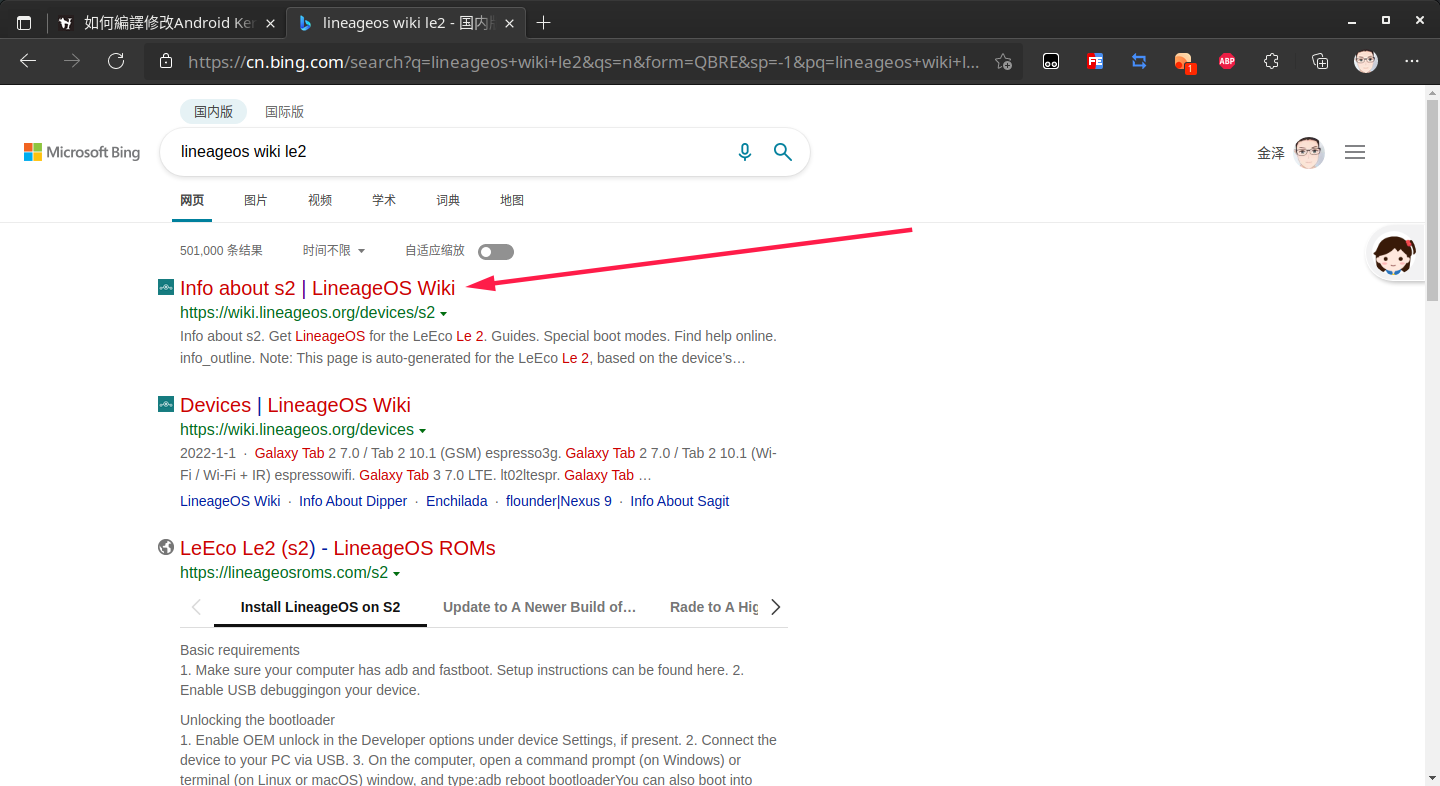 如何編譯修改Android Ker
lineageos wiki le2 - 国内版
https://cn.bing.com/search?q=lineageos+wiki+le2&qs=n&form=QBRE&sp=-1&pq=lineageos+wiki+l...
FE
1
ABP
国内版 国际版
Microsoft Bing
lineageos wiki le2
金泽
网页 图片 视频 学术 词典 地图
501,000 条结果 时间不限 自适应缩放
Info about s2 | LineageOS Wiki
https://wiki.lineageos.org/devices/s2
Info about s2. Get LineageOS for the LeEco Le 2. Guides. Special boot modes. Find help online.
info_outline. Note: This page is auto-generated for the LeEco Le 2, based on the device's…
Devices | LineageOS Wiki
https://wiki.lineageos.org/devices
2022-1-1 · Galaxy Tab 2 7.0 / Tab 2 10.1 (GSM) espresso3g. Galaxy Tab 2 7.0 / Tab 2 10.1 (Wi-
Fi / Wi-Fi + IR) espressowifi. Galaxy Tab 3 7.0 LTE. lt02ltespr. Galaxy Tab …
LineageOS Wiki · Info About Dipper · Enchilada · flounder|Nexus 9 · Info About Sagit
LeEco Le2 (s2) - LineageOS ROMs
https://lineageosroms.com/s2
Install LineageOS on S2 Update to A Newer Build of… Rade to A Hig
Basic requirements
1. Make sure your computer has adb and fastboot. Setup instructions can be found here. 2.
Enable USB debuggingon your device.
Unlocking the bootloader
1. Enable OEM unlock in the Developer options under device Settings, if present. 2. Connect the
device to your PC via USB. 3. On the computer, open a command prompt (on Windows) or
terminal (on Linux or macOS) window, and type:adb reboot bootloaderYou can also boot into